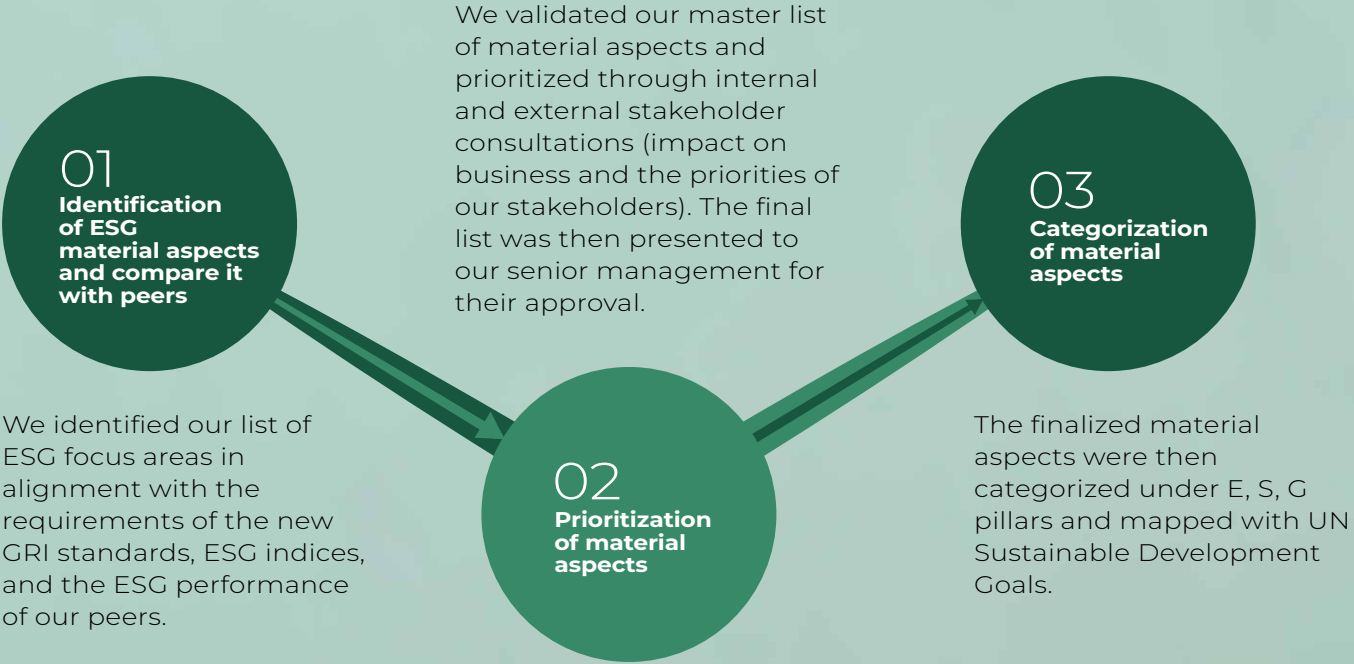 01
Identification
of ESG
material aspects
and compare it
with peers
We identified our list of
ESG focus areas in
alignment with the
requirements of the new
GRI standards, ESG indices,
and the ESG performance
of our peers.
We validated our master list
of material aspects and
prioritized through internal
and external stakeholder
consultations (impact on
business and the priorities of
our stakeholders). The final
list was then presented to
our senior management for
their approval.
02
Prioritization
of material
aspects
03
Categorization
of material
aspects
The finalized material
aspects were then
categorized under E, S, G
pillars and mapped with UN
Sustainable Development
Goals.